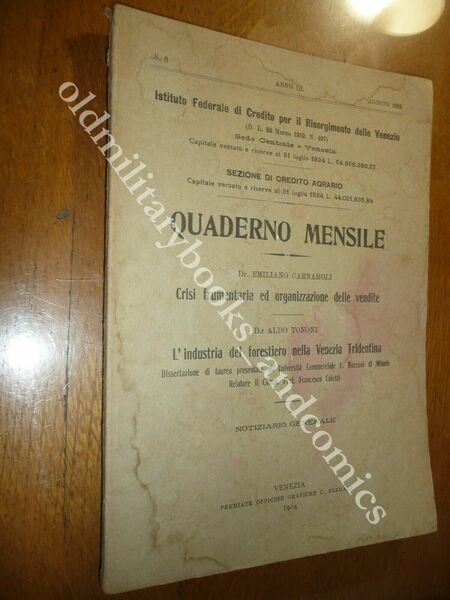 N. 8
ANNO III.
AGOSTO 1924
Istituto Federale di Credito per il Risorgimento delle Venezie
(D. L. 24 Marzo 1919, N. 497)
Sede Centrale - Venezia
Capitale versato e riserve al 31 luglio 1924 L.
SEZIONE DI CREDITO AGRARIO
Capitale versato e riserve al 31 luglio 1924 L.
QUADERNO MENSILE
Dr. EMILIANO CARNAROLI
Crisi frumentaria ed organizzazione delle vendite
D.r ALDO TONONI
L'industria del forestiero nella Venezia Tridentina
Dissertazione di laurea presentata Università Commerciale L. Bocconi di Milano
Relatore Il Prof. Francesco Coletti
NOTIZIARIO GENERALE
VENEZIA
PREMIATE OFFICINE GRAFICHE C. FERRARI
1924
oldmilitarybooks_andcomics